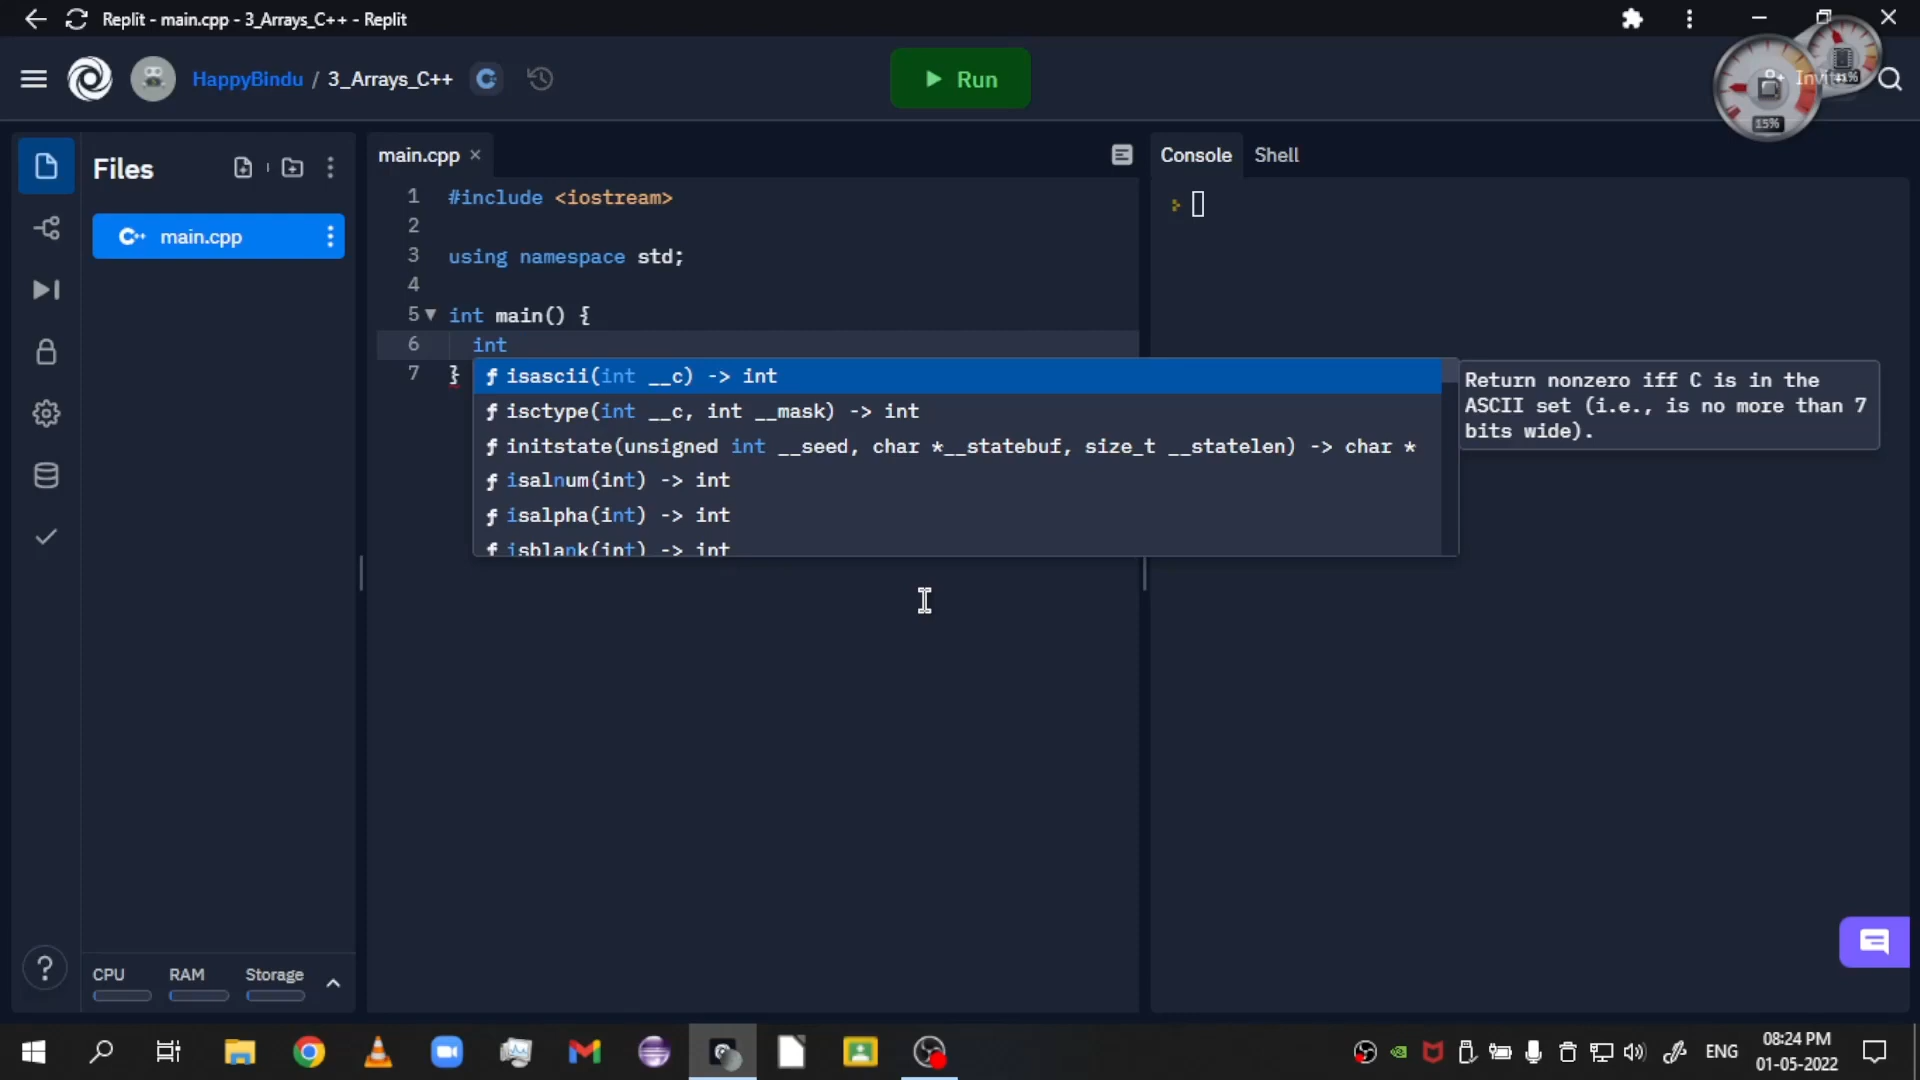 Replit - main.cpp - 3_Arrays_C++ - Replit
HappyBindu / 3_Arrays_C++
Run
41%
15%
Files
main.cpp
main.cpp ×
Console
Shell
1 #include <iostream>
2
3 using namespace std;
4
5 int main() {
6 int
7 }
f isascii(int __c) -> int
f isctype(int __c, int __mask) -> int
f initstate(unsigned int __seed, char *__statebuf, size_t __statelen) -> char *
f isalnum(int) -> int
f isalpha(int) -> int
f isblank(int) -> int
Return nonzero iff C is in the
ASCII set (i.e., is no more than 7
bits wide).
CPU
RAM
Storage
?
ENG
08:24 PM
01-05-2022